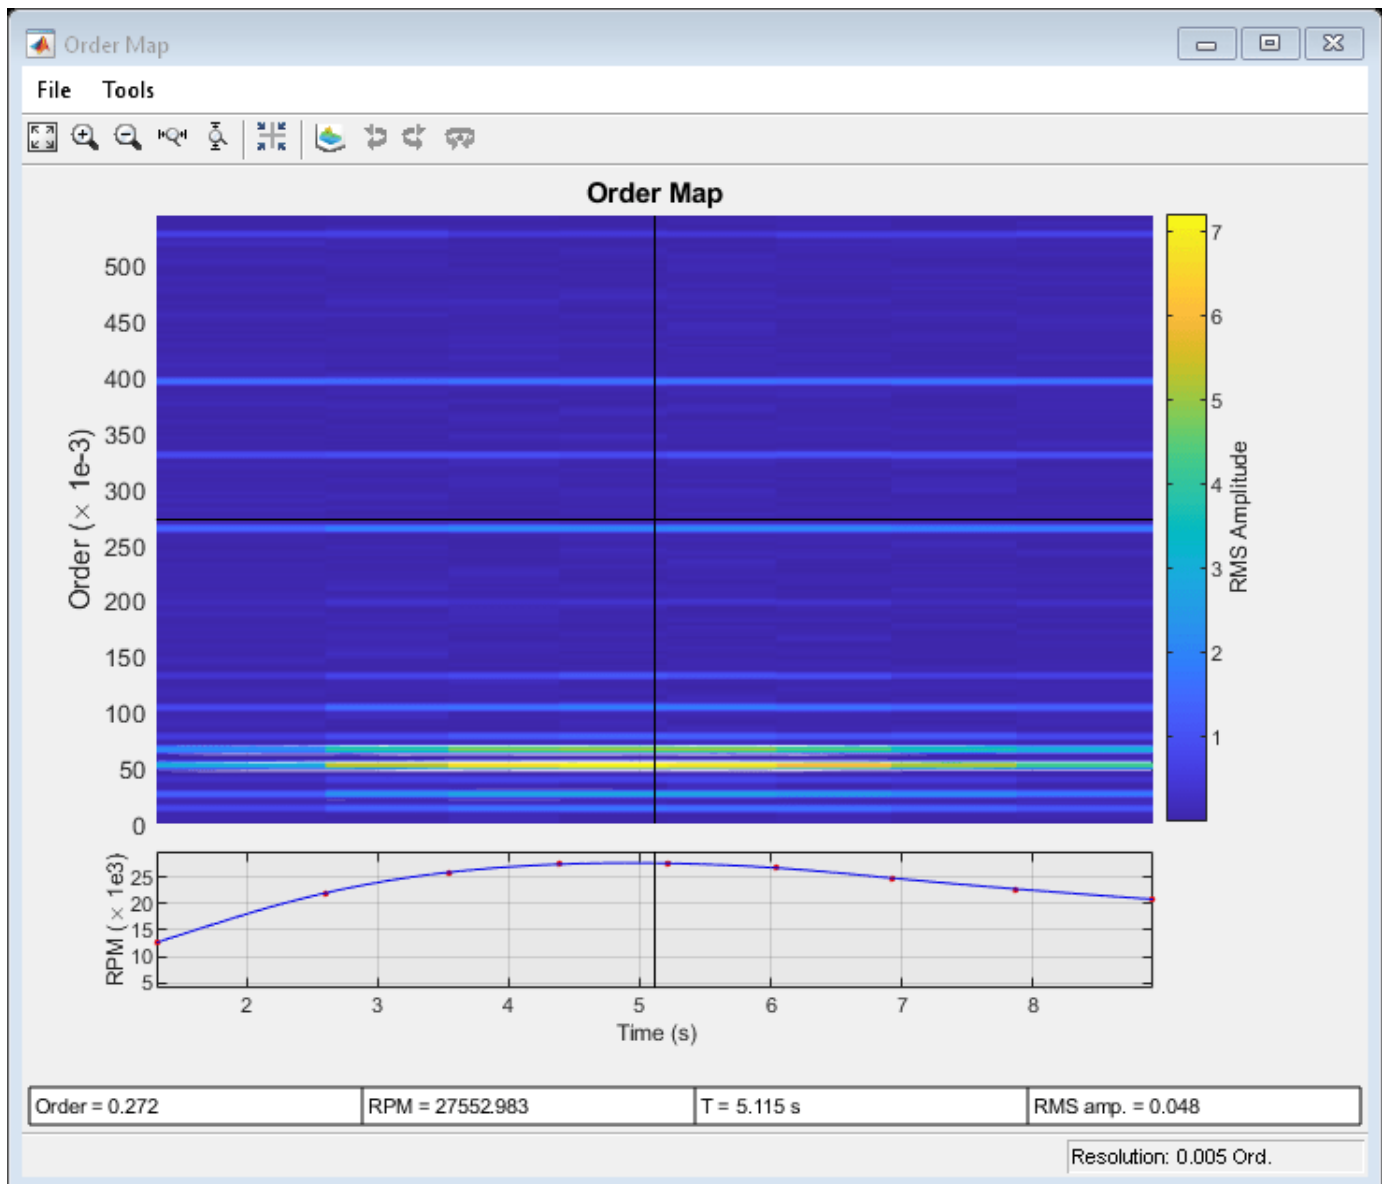 Order Map
File Tools
Order Map
Order (× 1e-3)
500
450
400
350
300
250
200
150
100
50
0
7
6
5
4
3
2
1
RMS Amplitude
RPM (× 1e3)
25
20
15
10
5
2 3 4 5 6 7 8
Time (s)
Order = 0.272 RPM = 27552.983 T = 5.115 s RMS amp. = 0.048
Resolution: 0.005 Ord.